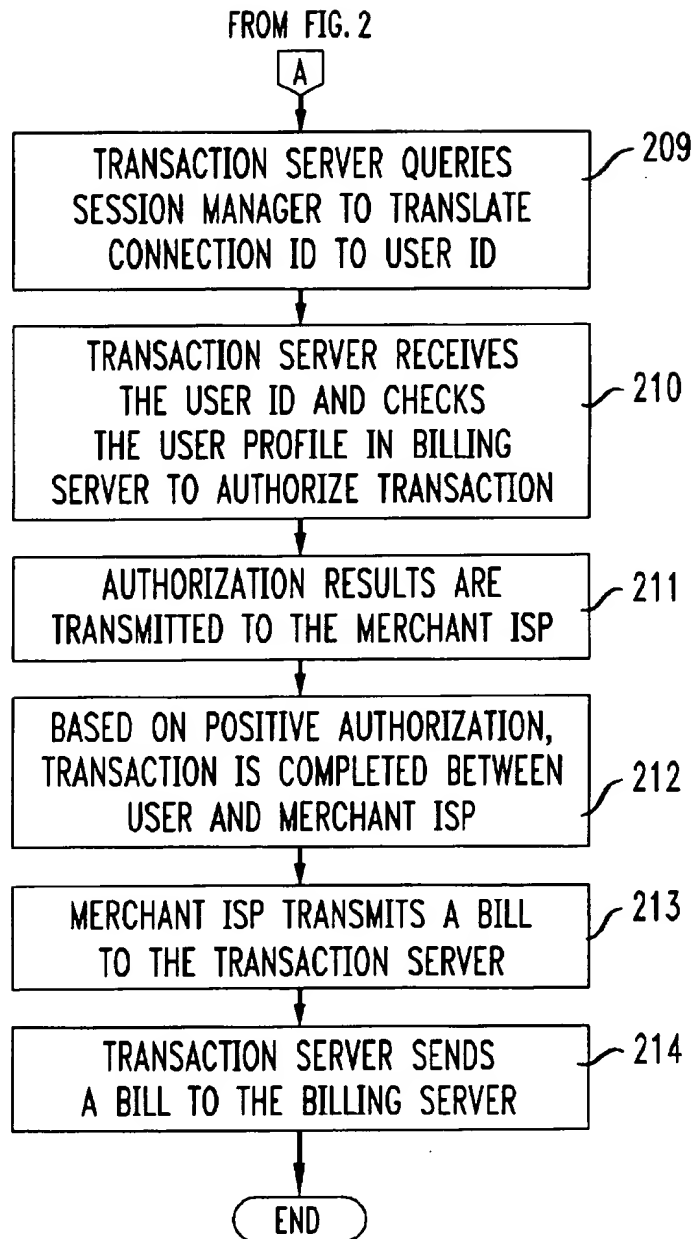 FROM FIG. 2
A
TRANSACTION SERVER QUERIES
SESSION MANAGER TO TRANSLATE
CONNECTION ID TO USER ID
209
TRANSACTION SERVER RECEIVES
THE USER ID AND CHECKS
THE USER PROFILE IN BILLING
SERVER TO AUTHORIZE TRANSACTION
210
AUTHORIZATION RESULTS ARE
TRANSMITTED TO THE MERCHANT ISP
211
BASED ON POSITIVE AUTHORIZATION,
TRANSACTION IS COMPLETED BETWEEN
USER AND MERCHANT ISP
212
MERCHANT ISP TRANSMITS A BILL
TO THE TRANSACTION SERVER
213
TRANSACTION SERVER SENDS
A BILL TO THE BILLING SERVER
214
END